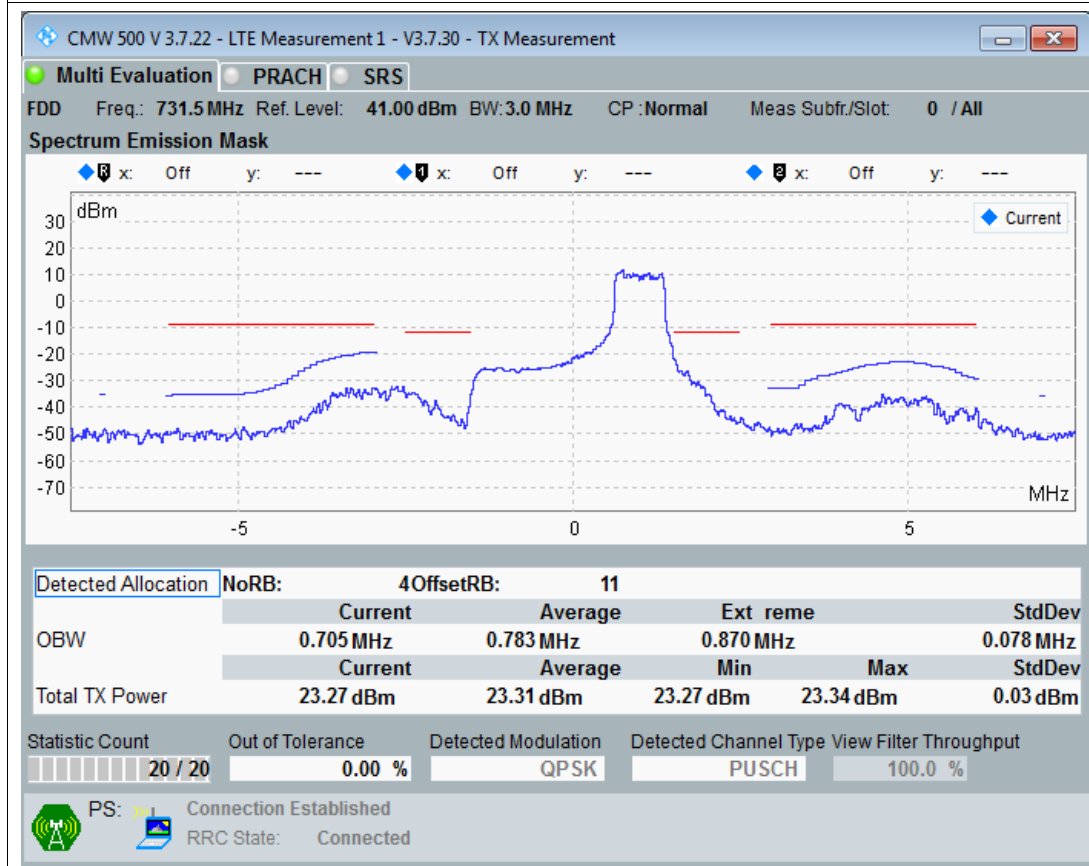 CMW 500 V 3.7.22 - LTE Measurement 1 - V3.7.30 - TX Measurement
Multi Evaluation PRACH SRS
FDD Freq.: 731.5 MHz Ref. Level: 41.00 dBm BW: 3.0 MHz CP : Normal Meas Subfr./Slot: 0 / All
Spectrum Emission Mask
R x: Off y: --- 1 x: Off y: --- 2 x: Off y: ---
dBm
Current
30
20
10
0
-10
-20
-30
-40
-50
-60
-70
MHz
-5 0 5
Detected Allocation NoRB: 4 OffsetRB: 11
Current Average Ext reme StdDev
OBW 0.705 MHz 0.783 MHz 0.870 MHz 0.078 MHz
Current Average Min Max StdDev
Total TX Power 23.27 dBm 23.31 dBm 23.27 dBm 23.34 dBm 0.03 dBm
Statistic Count Out of Tolerance Detected Modulation Detected Channel Type View Filter Throughput
20 / 20 0.00 % QPSK PUSCH 100.0 %
PS: Connection Established
RRC State: Connected